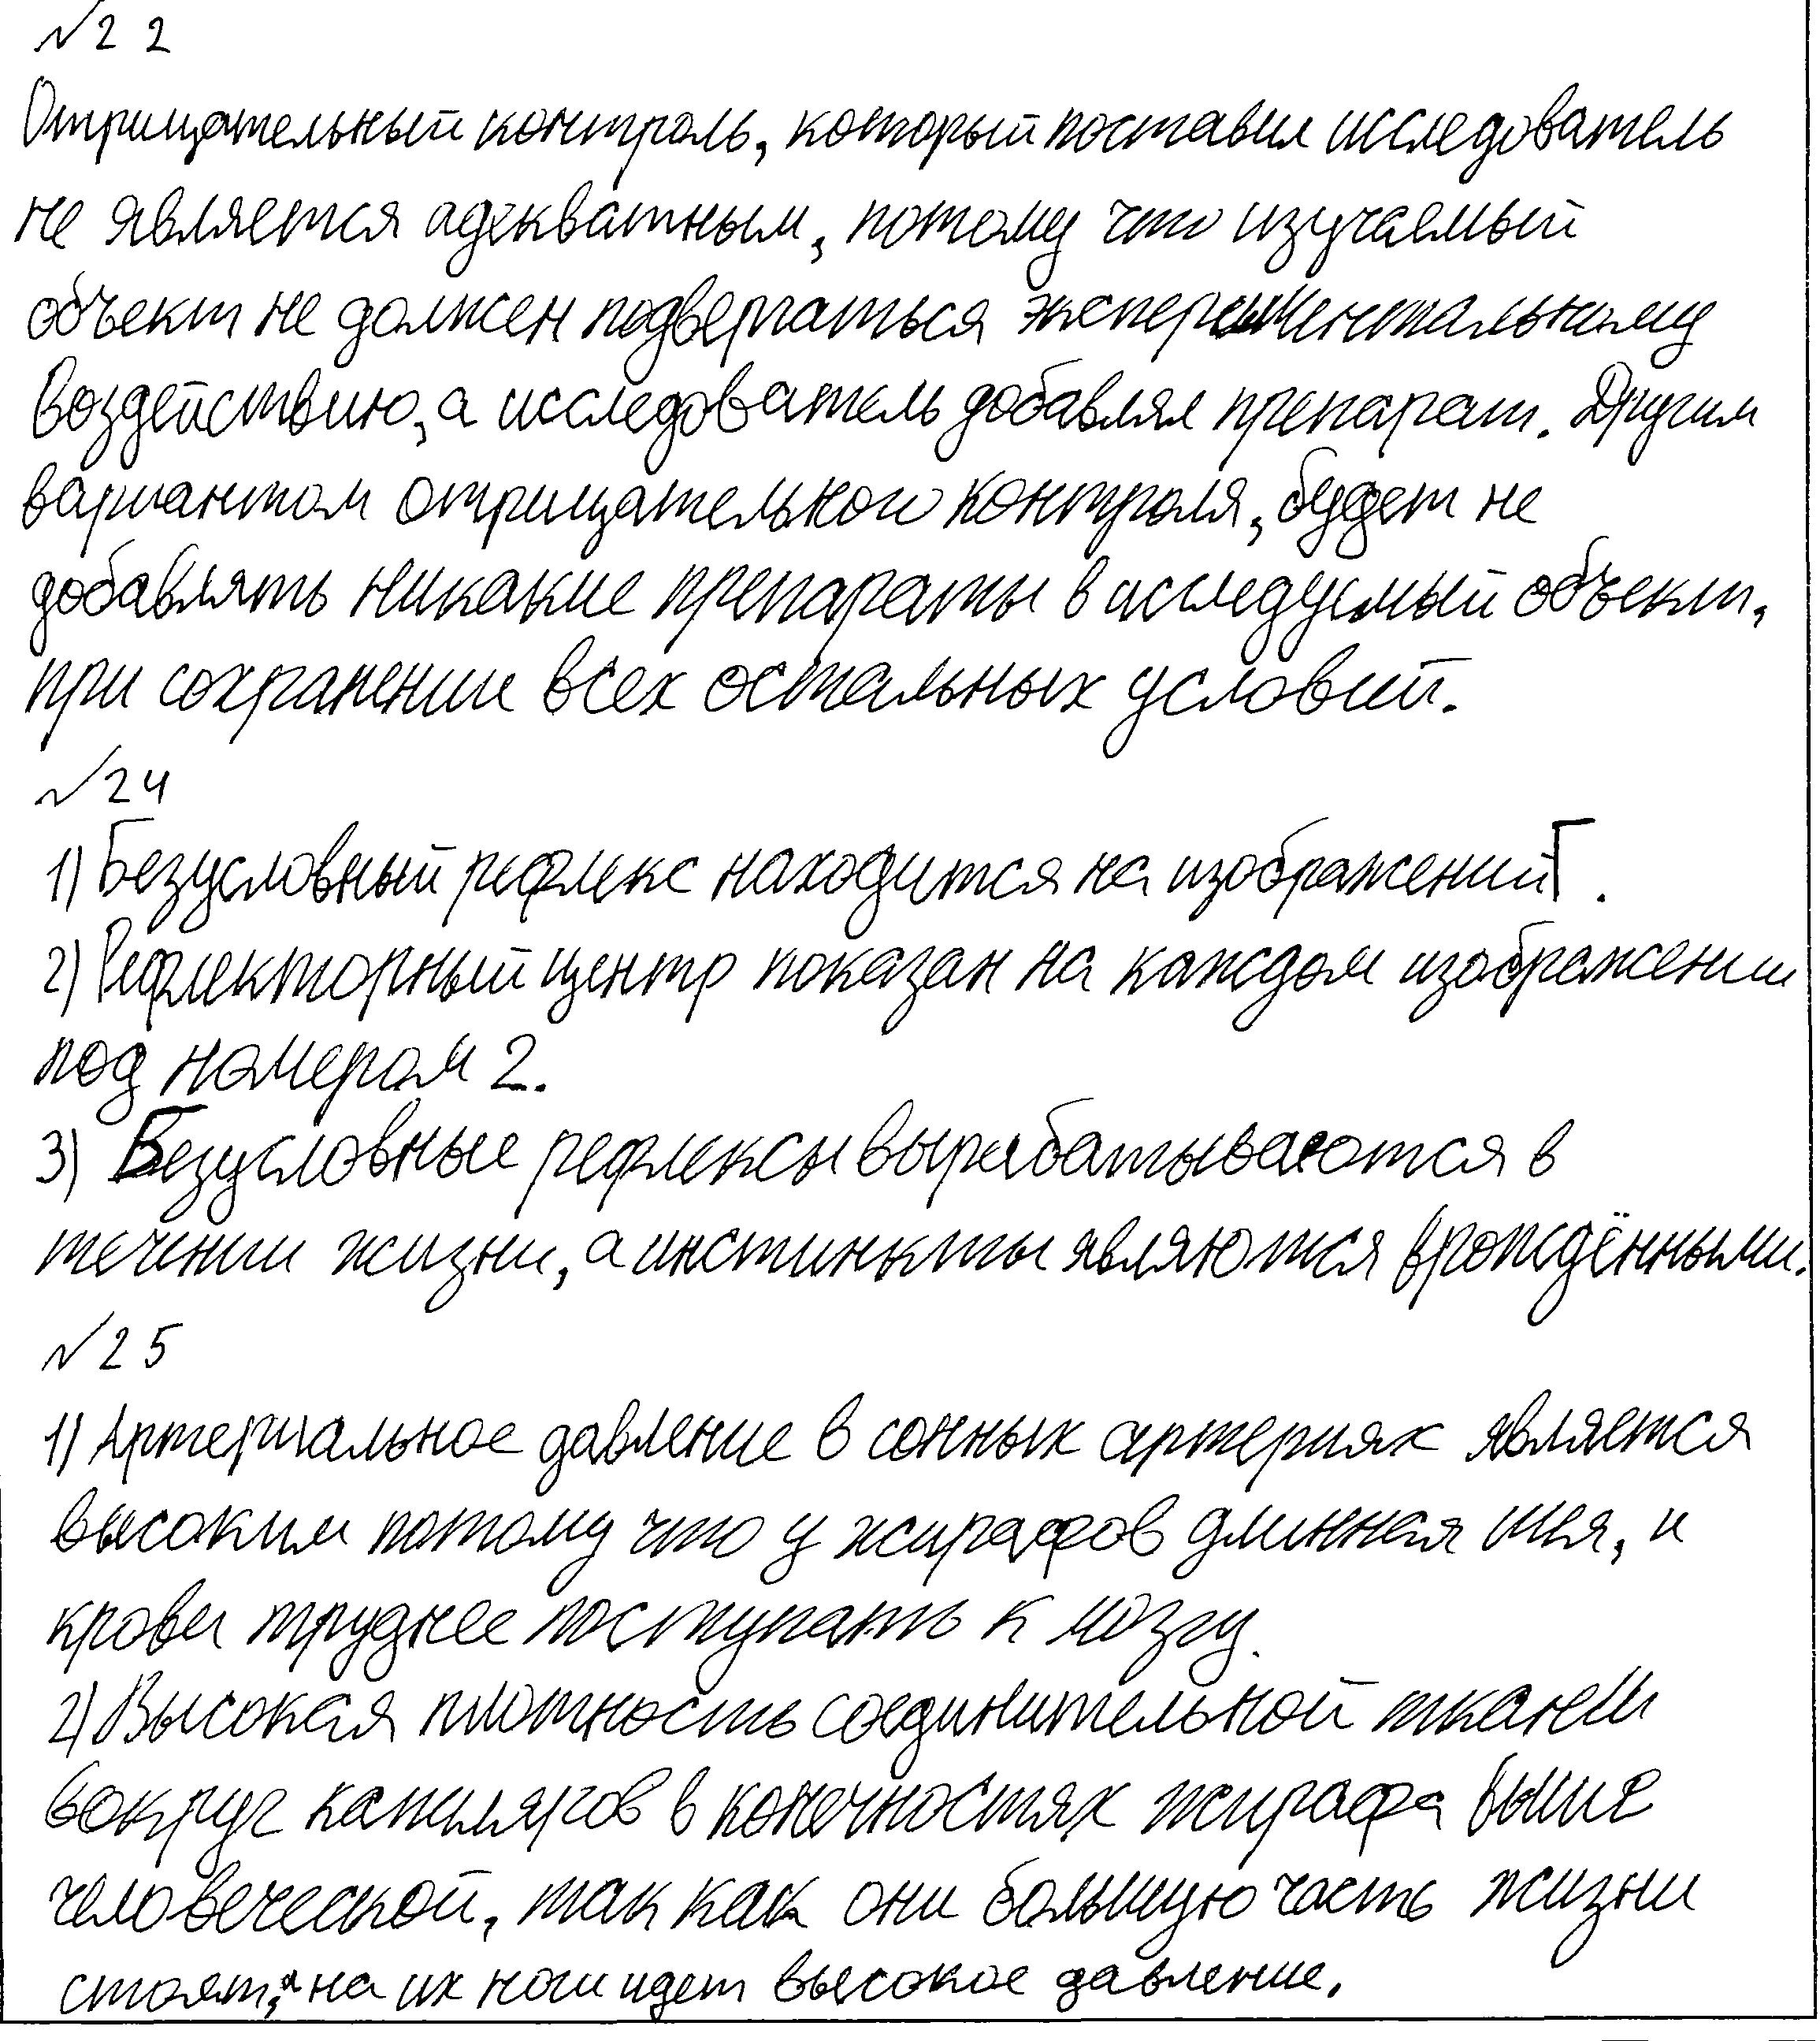 №22
Отрицательный контроль, который поставил исследователь
не является адекватным, потому что изучаемый
объект не должен подвергаться экспериментальному
воздействию, а исследователь добавлял препарат. Другим
вариантом отрицательного контроля, будет не
добавлять никакие препараты в исследуемый объект,
при сохранении всех остальных условий.
№24
1) Безусловный рефлекс находится на изображений Г.
2) Рефлекторный центр показан на каждом изображении
под номером 2.
3) Безусловные рефлексы вырабатываются в
течении жизни, а инстинкты являются врождёнными.
№25
1) Артериальное давление в сонных артериях является
высоким потому что у жирафов длинная шея, и
крови труднее поступать к мозгу.
2) Высокая плотность соединительной ткани
вокруг капиляров в конечностях жирафа выше
человеческой, так как они большую часть жизни
стоят, а на их ноги идет высокое давление.